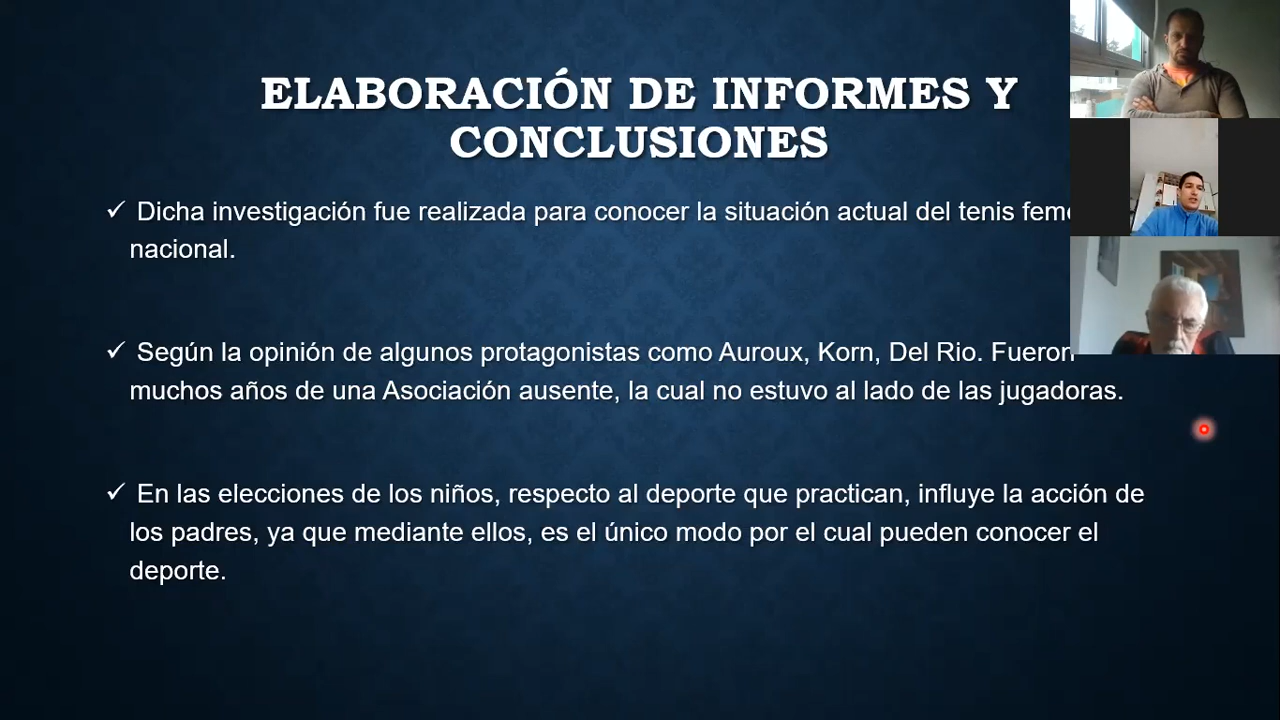 ELABORACIÓN DE INFORMES Y
CONCLUSIONES
✓ Dicha investigación fue realizada para conocer la situación actual del tenis
nacional.
✓ Según la opinión de algunos protagonistas como Auroux, Korn, Del Rio. Fueron
muchos años de una Asociación ausente, la cual no estuvo al lado de las jugadoras.
✓ En las elecciones de los niños, respecto al deporte que practican, influye la acción de
los padres, ya que mediante ellos, es el único modo por el cual pueden conocer el
deporte.